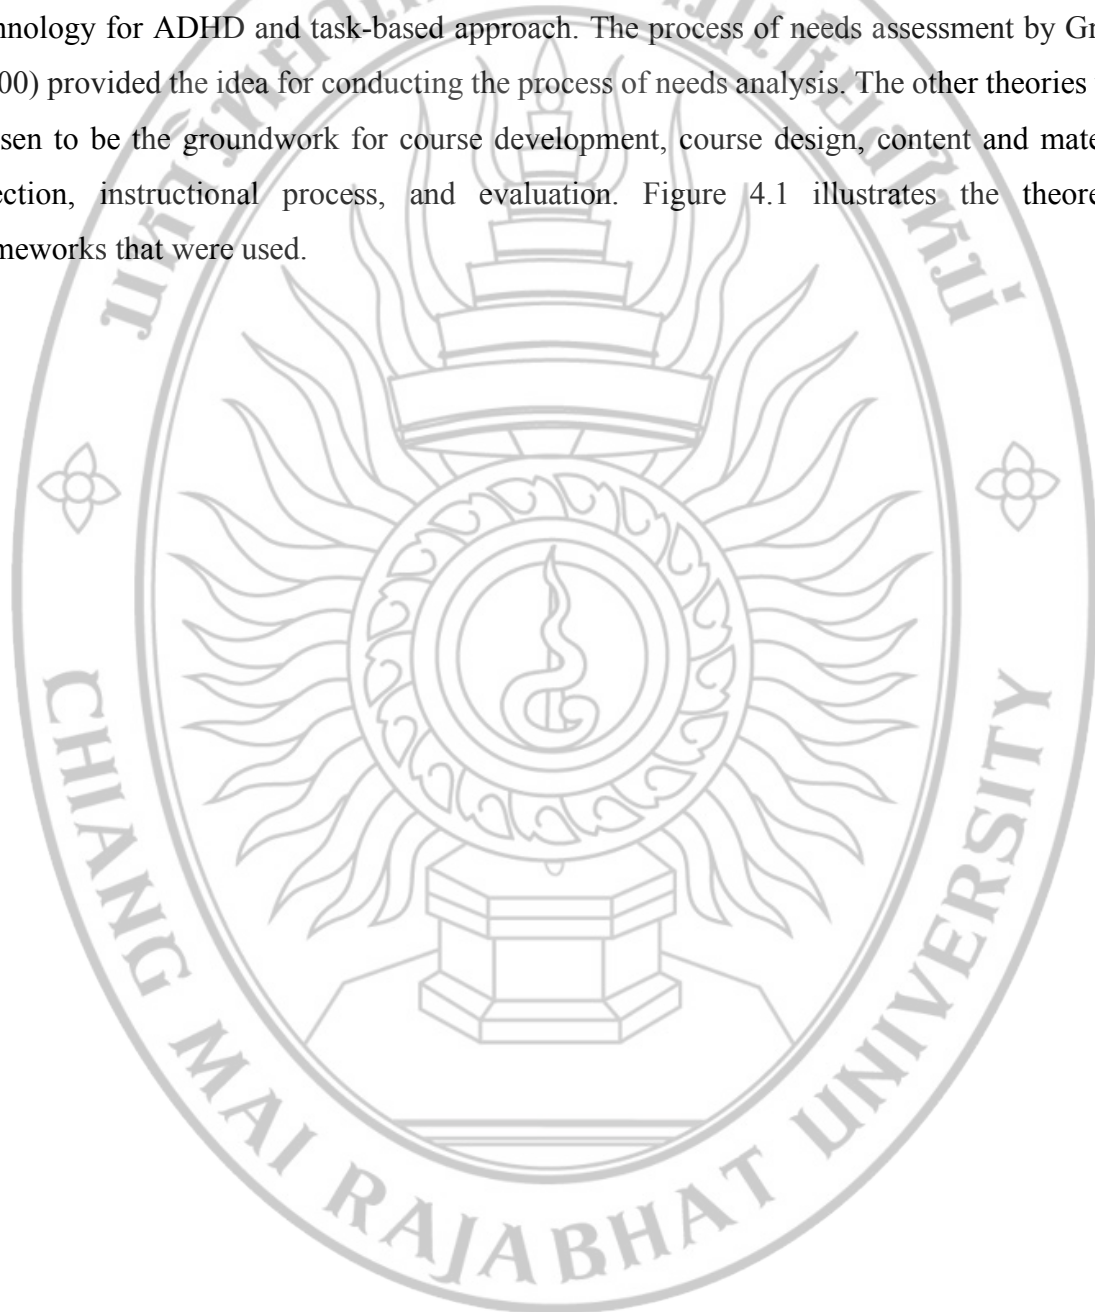 hnology for ADHD and task-based approach. The process of needs assessment by Gr
00) provided the idea for conducting the process of needs analysis. The other theories
sen to be the groundwork for course development, course design, content and mate
ection, instructional process, and evaluation. Figure 4.1 illustrates the theore
meworks that were used.
CHIANG MAI RAJABHAT UNIVERSITY